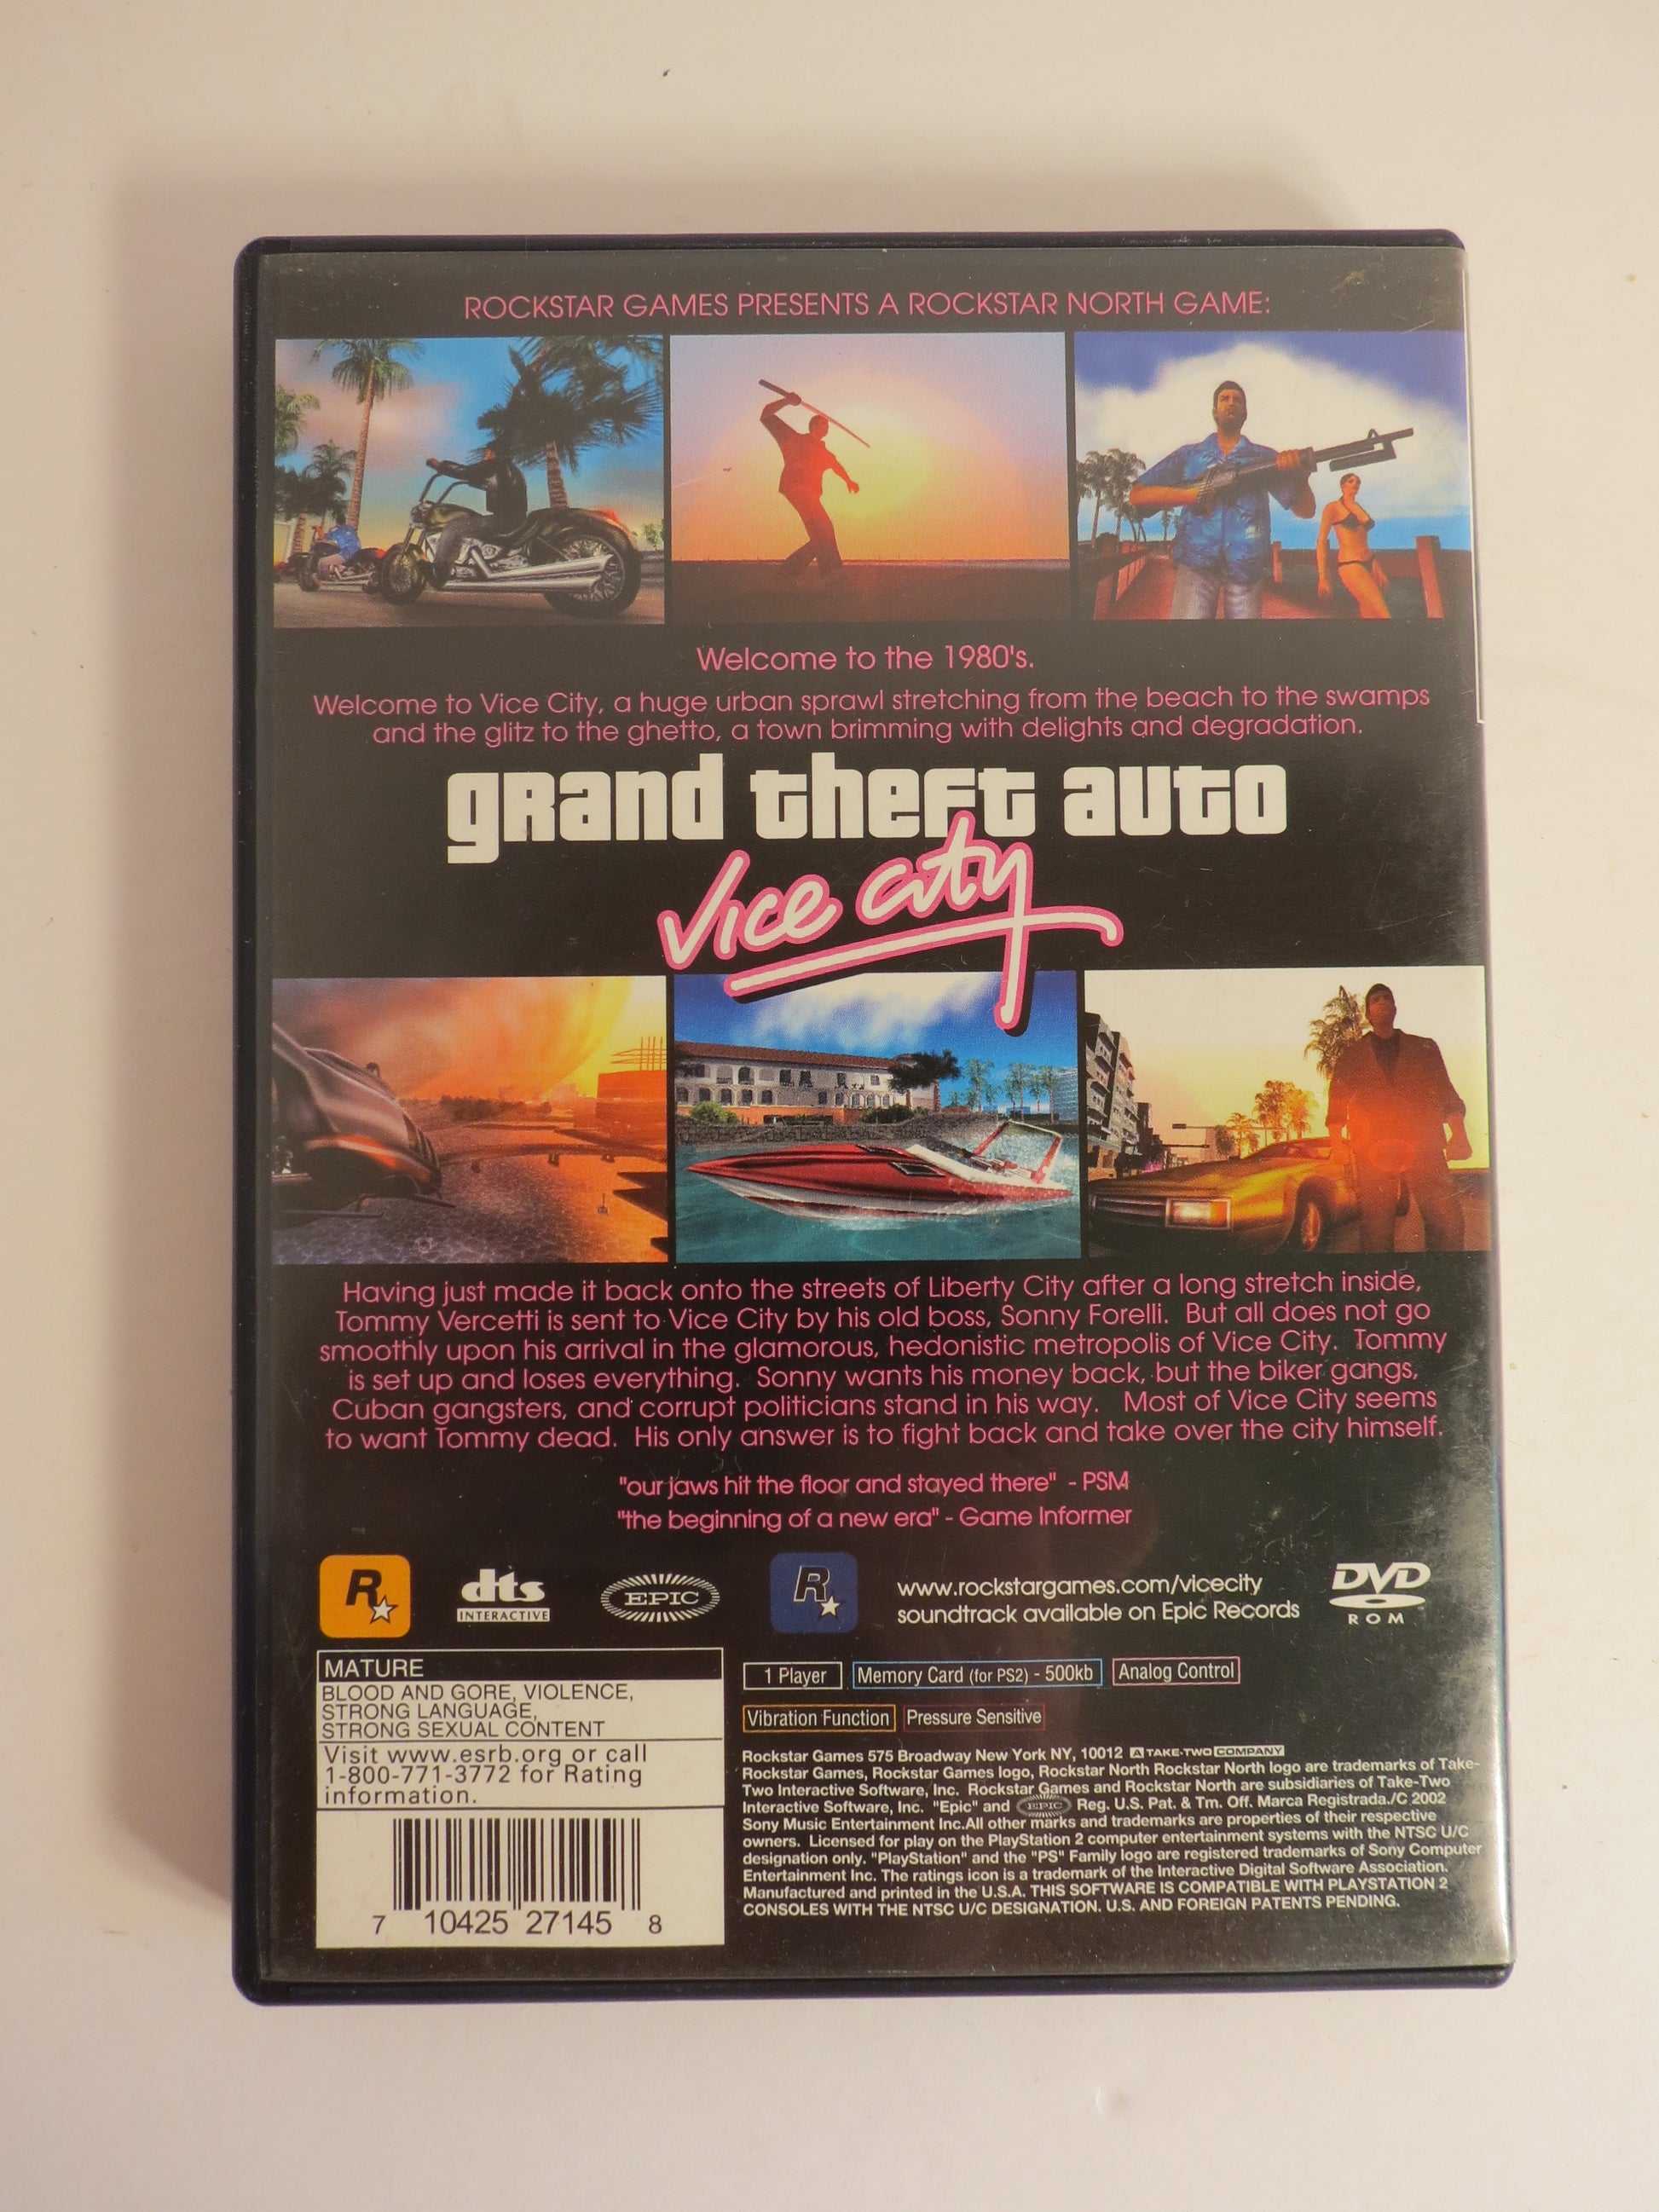 ROCKSTAR GAMES PRESENTS A ROCKSTAR NORTH GAME:
Welcome to the 1980's.
Welcome to Vice City, a huge urban sprawl stretching from the beach to the swamps
and the glitz to the ghetto, a town brimming with delights and degradation.
grand theft auto
Vice City
Having just made it back onto the streets of Liberty City after a long stretch inside,
Tommy Vercetti is sent to Vice City by his old boss, Sonny Forelli. But all does not go
smoothly upon his arrival in the glamorous, hedonistic metropolis of Vice City. Tommy
is set up and loses everything. Sonny wants his money back, but the biker gangs,
Cuban gangsters, and corrupt politicians stand in his way. Most of Vice City seems
to want Tommy dead. His only answer is to fight back and take over the city himself.
"our jaws hit the floor and stayed there" - PSM
"the beginning of a new era" - Game Informer
R
dts
INTERACTIVE
EPIC
R
www.rockstargames.com/vicecity
soundtrack available on Epic Records
DVD
ROM
MATURE
BLOOD AND GORE, VIOLENCE,
STRONG LANGUAGE,
STRONG SEXUAL CONTENT
Visit www.esrb.org or call
1-800-771-3772 for Rating
information.
7 10425 27145 8
1 Player
Memory Card (for PS2) - 500kb
Analog Control
Vibration Function
Pressure Sensitive
Rockstar Games 575 Broadway New York NY, 10012 A TAKE-TWO COMPANY
Rockstar Games, Rockstar Games logo, Rockstar North Rockstar North logo are trademarks of Take-
Two Interactive Software, Inc. Rockstar Games and Rockstar North are subsidiaries of Take-Two
Interactive Software, Inc. "Epic" and EPIC Reg. U.S. Pat. & Tm. Off. Marca Registrada./C 2002
Sony Music Entertainment Inc.All other marks and trademarks are properties of their respective
owners. Licensed for play on the PlayStation 2 computer entertainment systems with the NTSC U/C
designation only. "PlayStation" and the "PS" Family logo are registered trademarks of Sony Computer
Entertainment Inc. The ratings icon is a trademark of the Interactive Digital Software Association.
Manufactured and printed in the U.S.A. THIS SOFTWARE IS COMPATIBLE WITH PLAYSTATION 2
CONSOLES WITH THE NTSC U/C DESIGNATION. U.S. AND FOREIGN PATENTS PENDING.